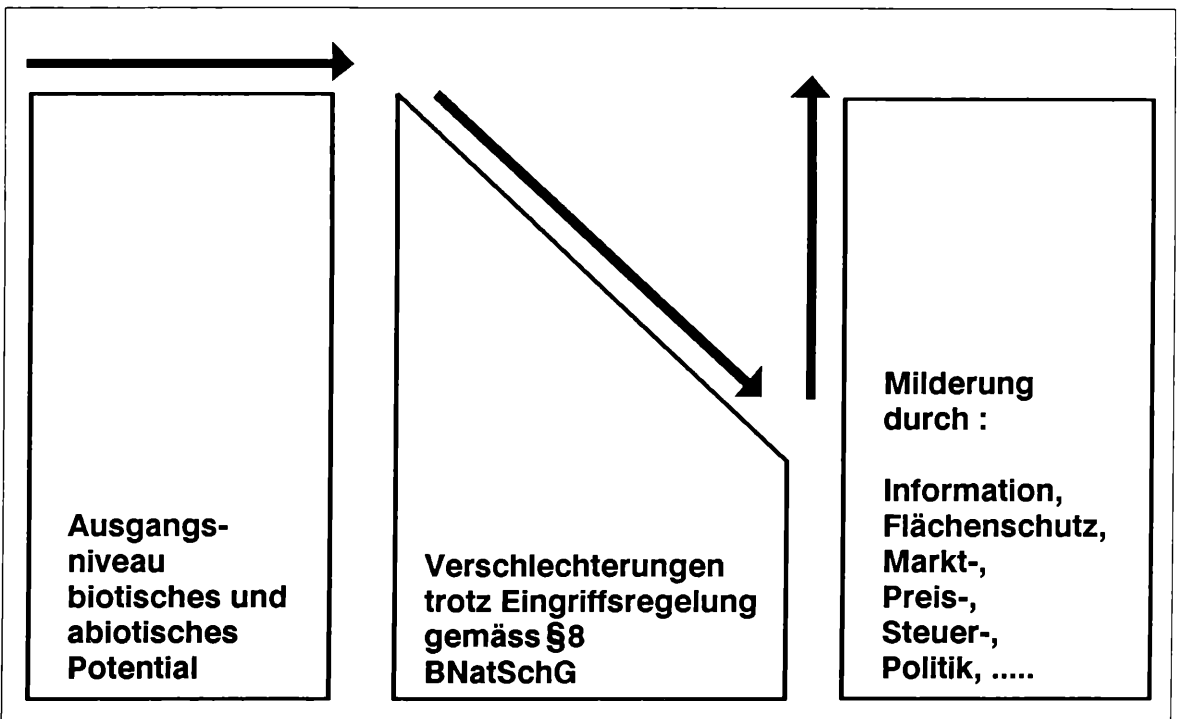 Ausgangs-
niveau
biotisches und
abiotisches
Potential
Verschlechterungen
trotz Eingriffsregelung
gemäss §8
BNatSchG
Milderung
durch :
Information,
Flächenschutz,
Markt-,
Preis-,
Steuer-,
Politik, .....